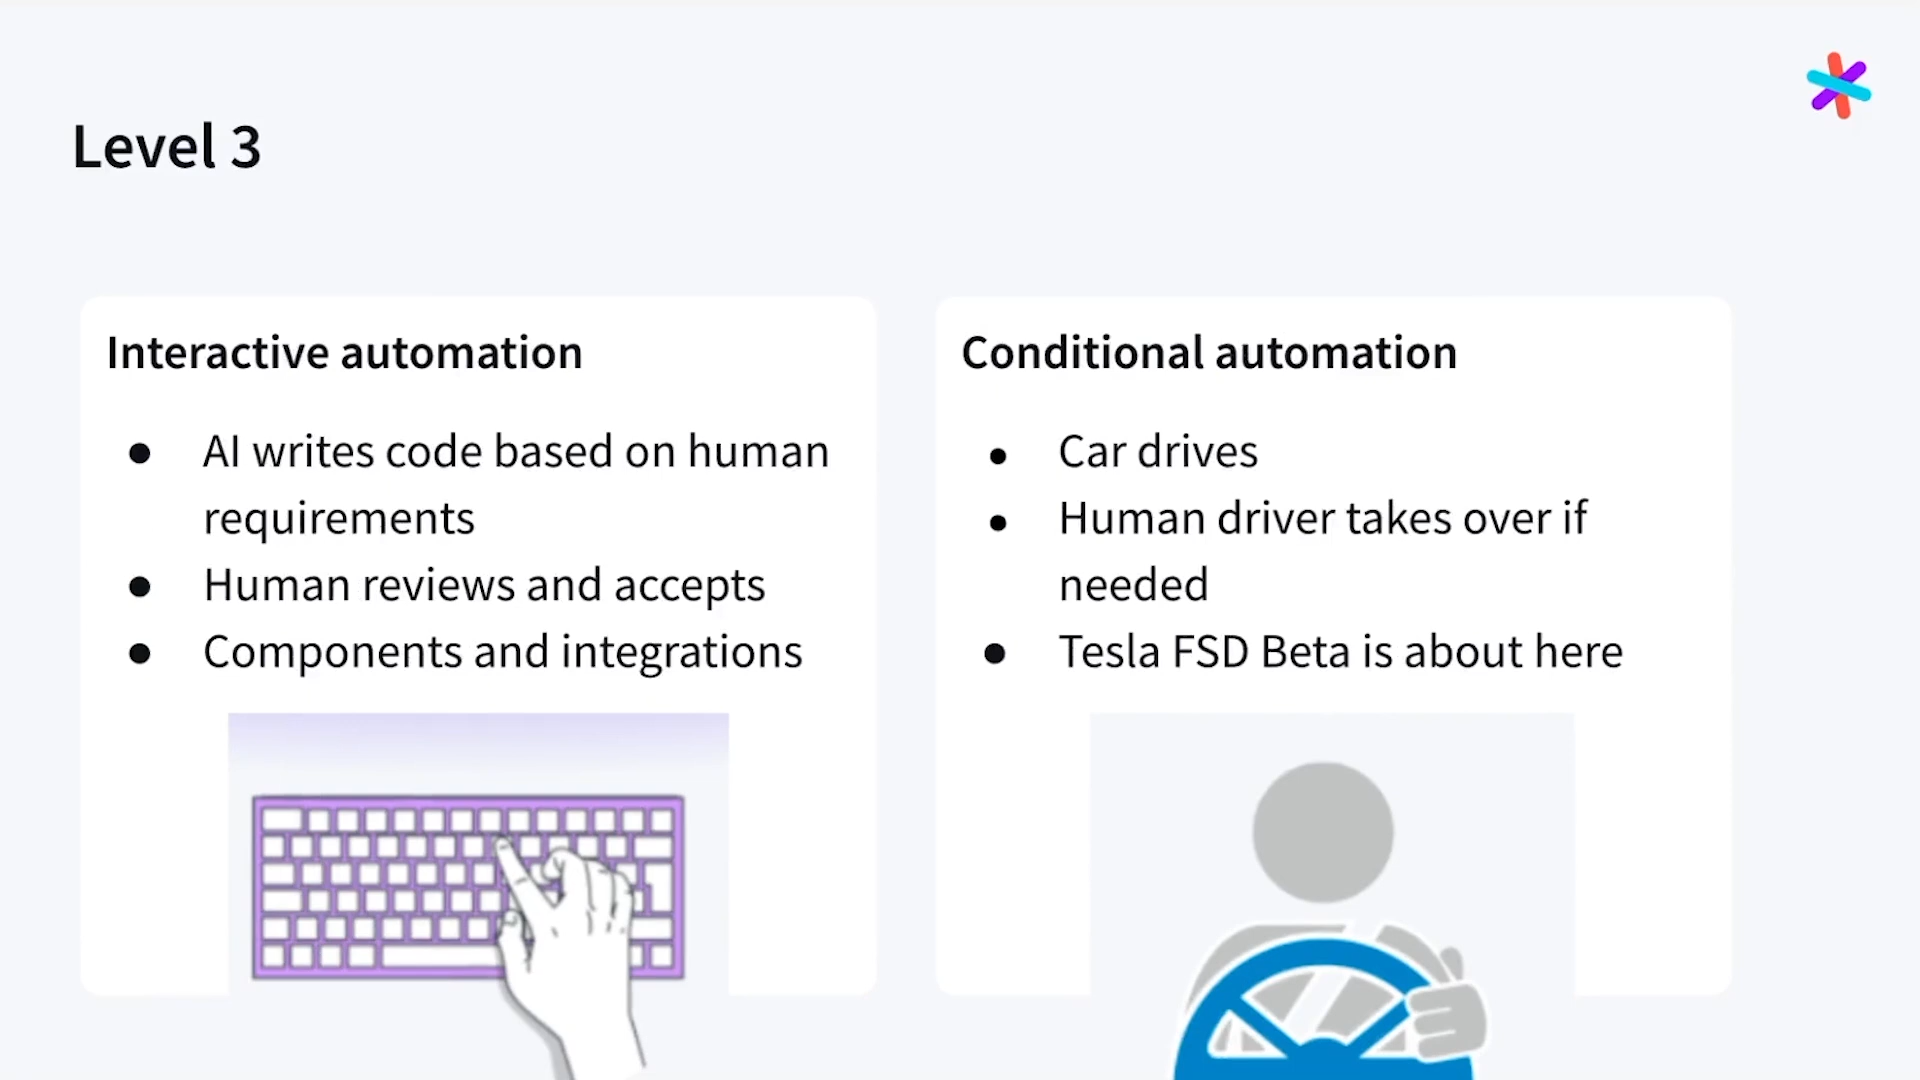 Level 3
Interactive automation
● AI writes code based on human
requirements
● Human reviews and accepts
● Components and integrations
Conditional automation
● Car drives
● Human driver takes over if
needed
● Tesla FSD Beta is about here